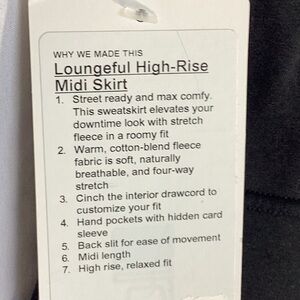 WHY WE MADE THIS
Loungeful High-Rise
Midi Skirt
1. Street ready and max comfy.
This sweatskirt elevates your
downtime look with stretch
fleece in a roomy fit
2. Warm, cotton-blend fleece
fabric is soft, naturally
breathable, and four-way
stretch
3. Cinch the interior drawcord to
customize your fit
4. Hand pockets with hidden card
sleeve
5. Back slit for ease of movement
6. Midi length
7. High rise, relaxed fit